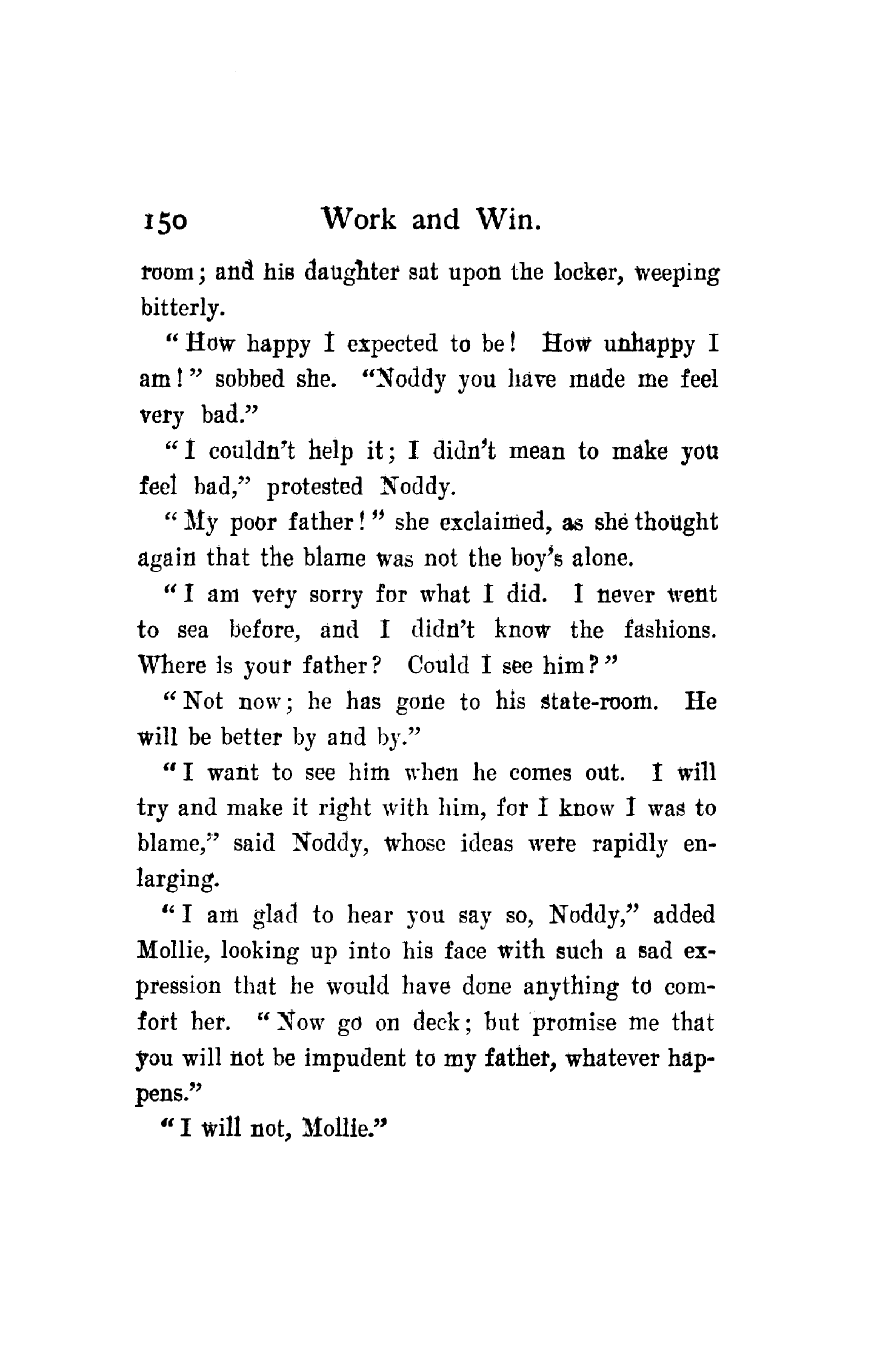 150 Work and Win.
room; and his daughter sat upon the locker, weeping
bitterly.
“How happy I expected to be! How unhappy I
am!” sobbed she. “Noddy you have made me feel
very bad.”
“I couldn’t help it; I didn’t mean to make you
feel bad,” protested Noddy.
“My poor father!” she exclaimed, as she thought
again that the blame was not the boy’s alone.
“I am very sorry for what I did. I never went
to sea before, and I didn’t know the fashions.
Where is your father? Could I see him?”
“Not now; he has gone to his state-room. He
will be better by and by.”
“I want to see him when he comes out. I will
try and make it right with him, for I know I was to
blame,” said Noddy, whose ideas were rapidly en-
larging.
“I am glad to hear you say so, Noddy,” added
Mollie, looking up into his face with such a sad ex-
pression that he would have done anything to com-
fort her. “Now go on deck; but promise me that
you will not be impudent to my father, whatever hap-
pens.”
“I will not, Mollie.”